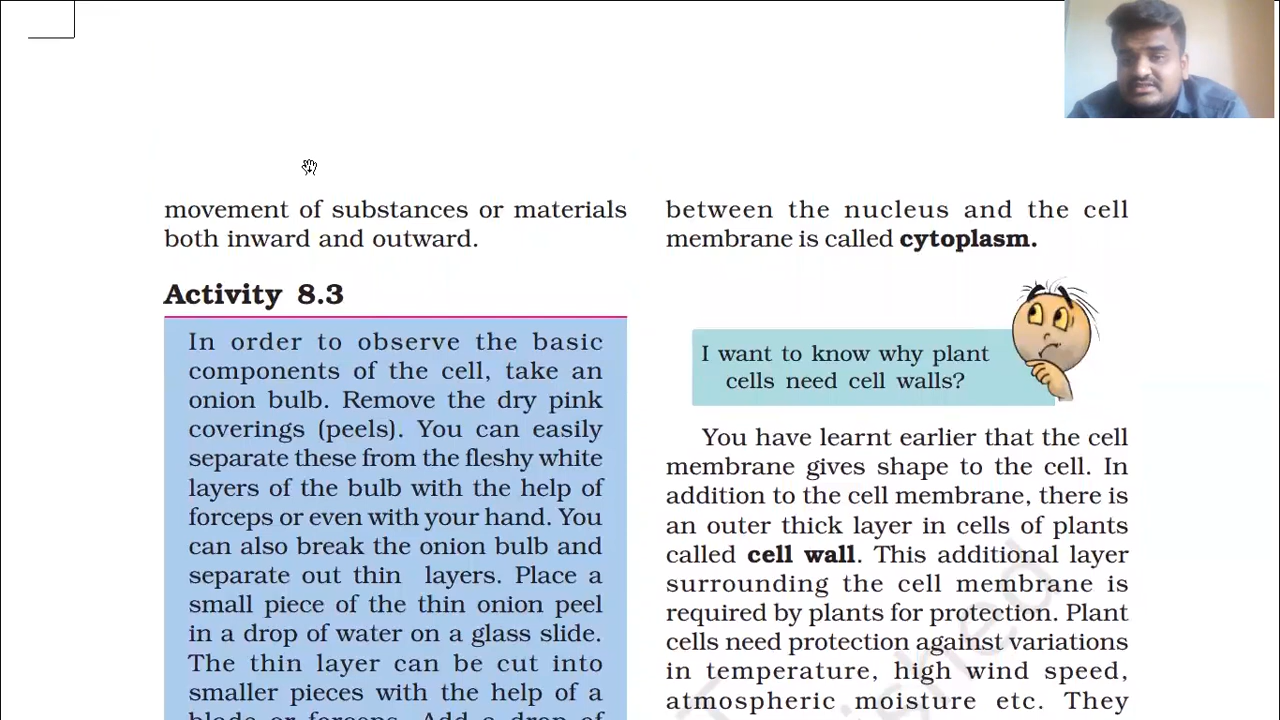 movement of substances or materials
both inward and outward.
Activity 8.3
In order to observe the basic
components of the cell, take an
onion bulb. Remove the dry pink
coverings (peels). You can easily
separate these from the fleshy white
layers of the bulb with the help of
forceps or even with your hand. You
can also break the onion bulb and
separate out thin layers. Place a
small piece of the thin onion peel
in a drop of water on a glass slide.
The thin layer can be cut into
smaller pieces with the help of a
blade or forceps. Add a drop of
between the nucleus and the cell
membrane is called cytoplasm.
I want to know why plant
cells need cell walls?
You have learnt earlier that the cell
membrane gives shape to the cell. In
addition to the cell membrane, there is
an outer thick layer in cells of plants
called cell wall. This additional layer
surrounding the cell membrane is
required by plants for protection. Plant
cells need protection against variations
in temperature, high wind speed,
atmospheric moisture etc. They